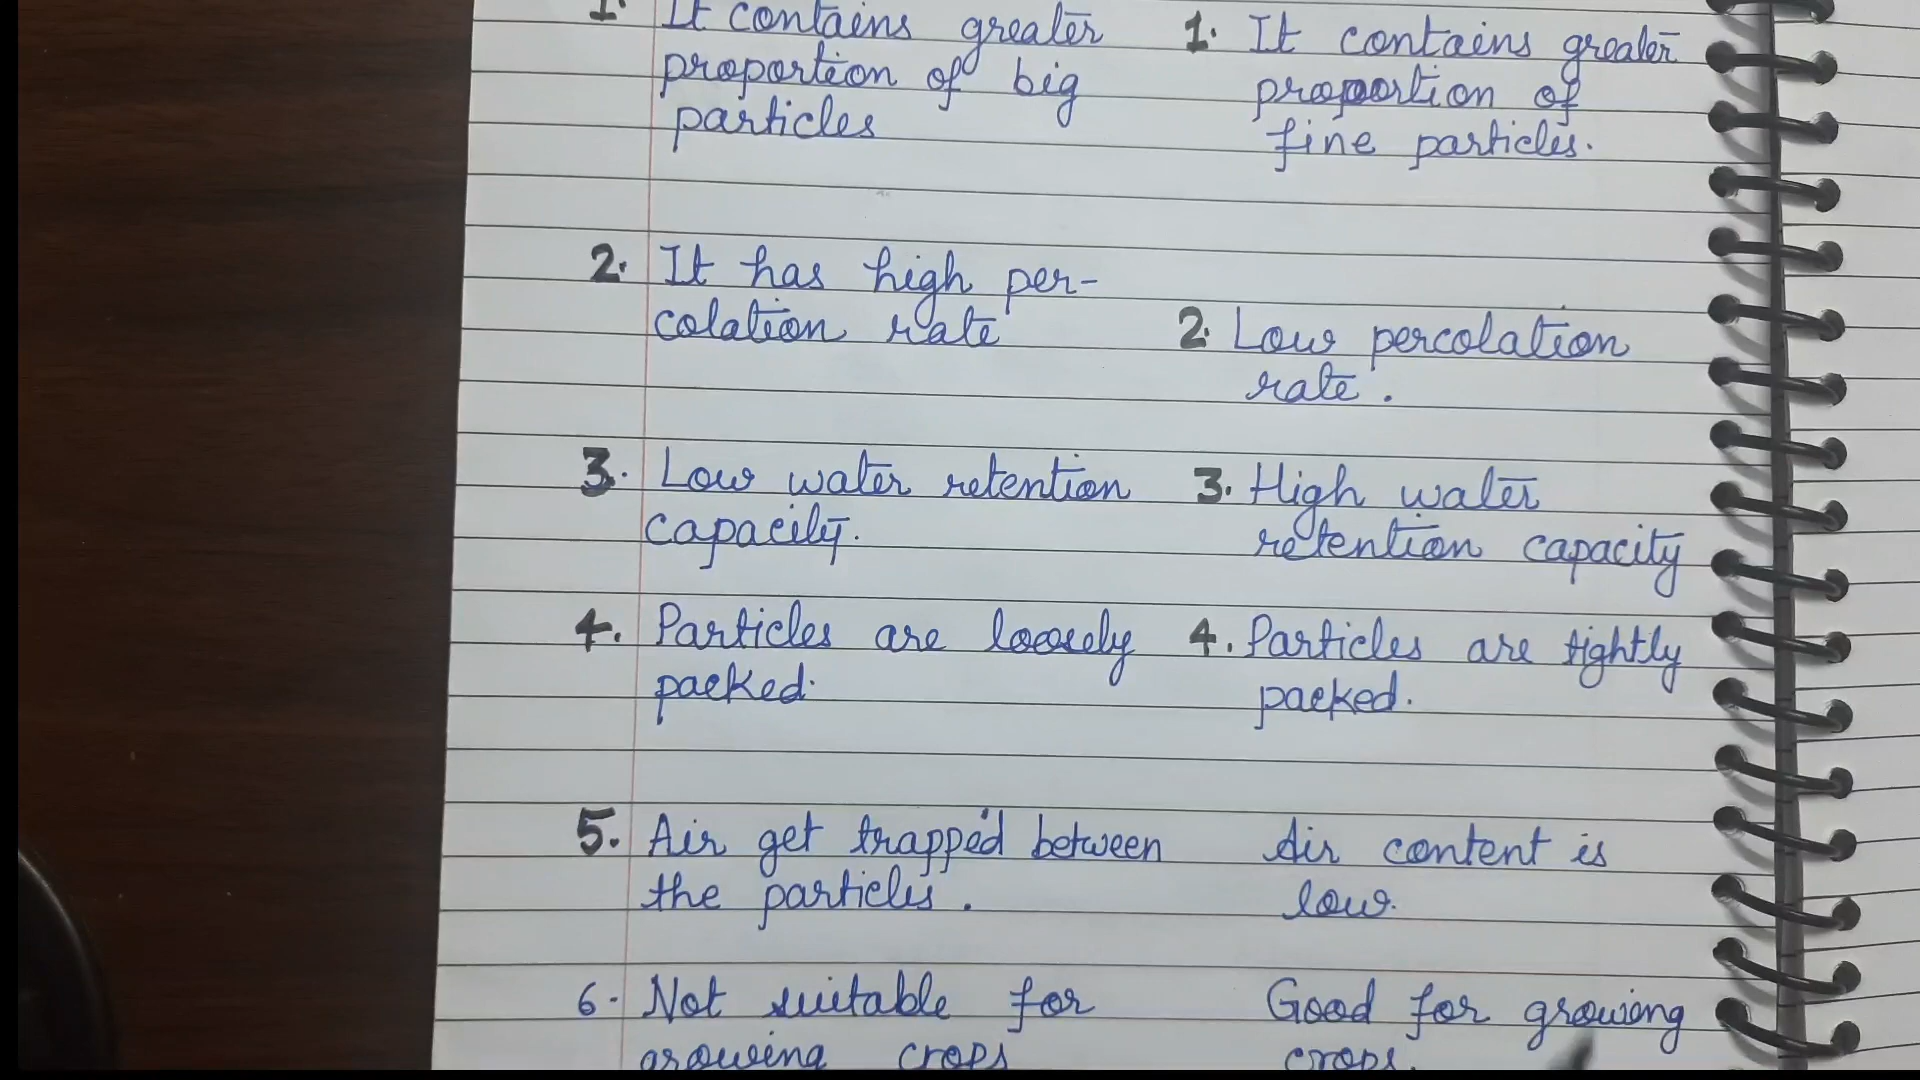 1. It contains greater
proportion of big
particles
2. It has high per-
colation rate
3. Low water retention
capacity.
4. Particles are loosely
packed.
5. Air get trapped between
the particles.
6. Not suitable for
growing crops
1. It contains greater
proportion of
fine particles.
2. Low percolation
rate.
3. High water
retention capacity
4. Particles are tightly
packed.
Air content is
low.
Good for growing
crops.